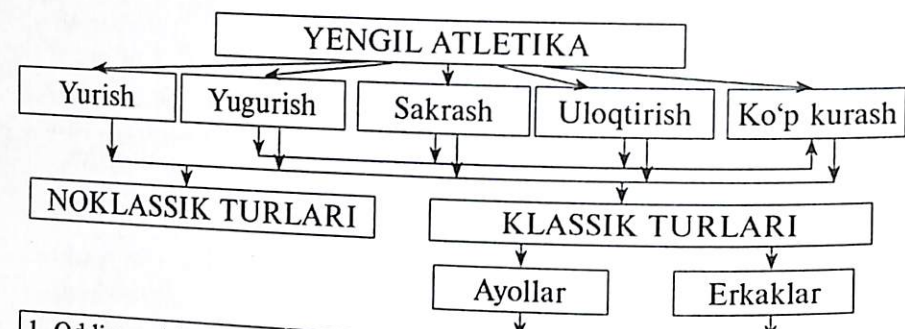 YENGIL ATLETIKA
Yurish
Yugurish
Sakrash
Uloqtirish
Ko‘p kurash
NOKLASSIK TURLARI
KLASSIK TURLARI
Ayollar
Erkaklar